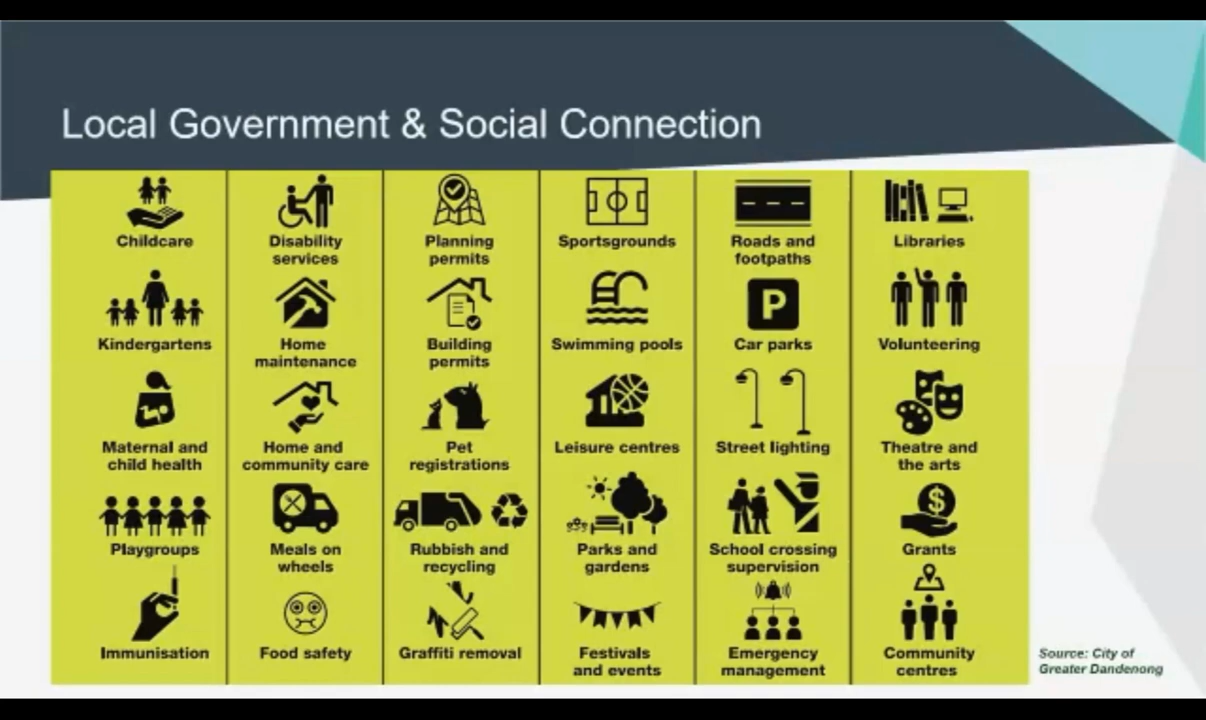 Local Government & Social Connection
Childcare
Disability
services
Planning
permits
Sportsgrounds
Roads and
footpaths
Libraries
Kindergartens
Home
maintenance
Building
permits
Swimming pools
P
Car parks
Volunteering
Maternal and
child health
Home and
community care
Pet
registrations
Leisure centres
Street lighting
Theatre and
the arts
Playgroups
Meals on
wheels
Rubbish and
recycling
Parks and
gardens
School crossing
supervision
$
Grants
Immunisation
Food safety
Graffiti removal
Festivals
and events
Emergency
management
Community
centres
Source: City of
Greater Dandenong